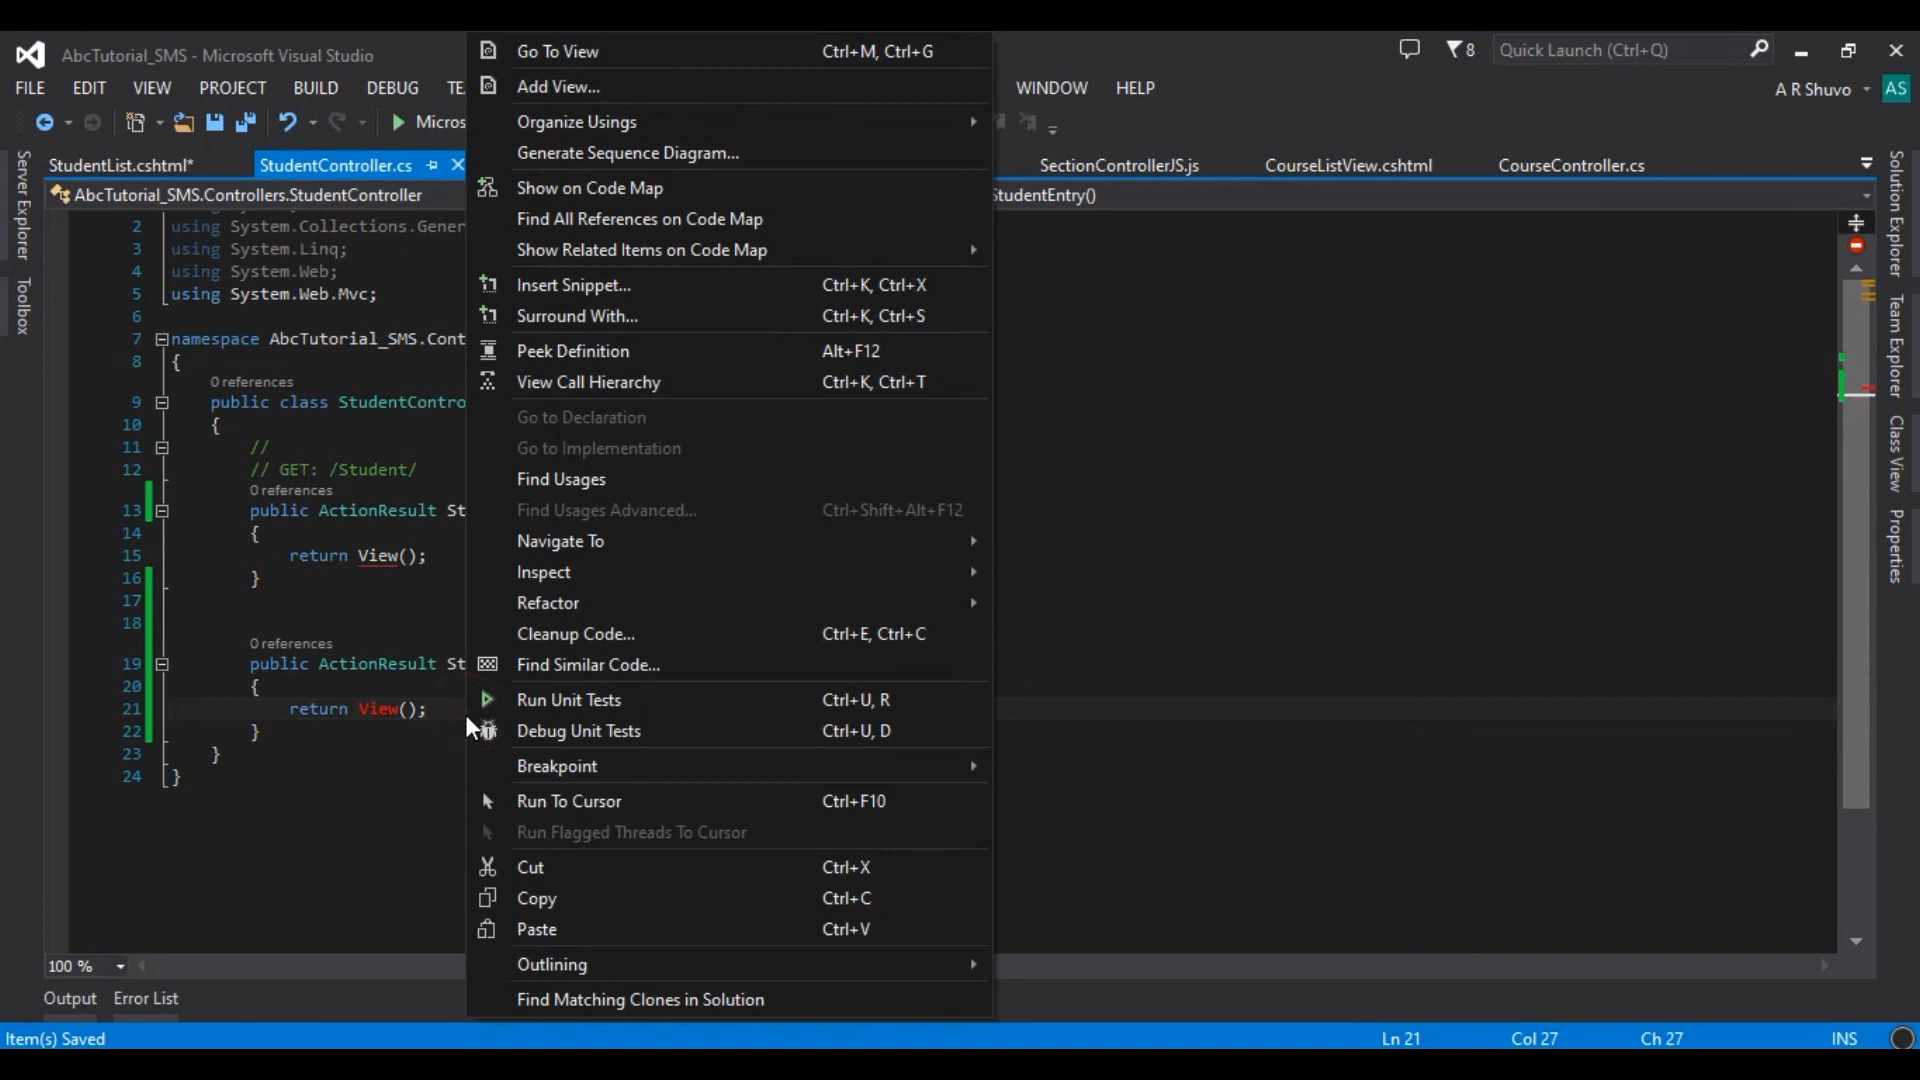 AbcTutorial_SMS - Microsoft Visual Studio
8
Quick Launch (Ctrl+Q)
FILE EDIT VIEW PROJECT BUILD DEBUG TE WINDOW HELP
A R Shuvo AS
Micros
StudentList.cshtml* StudentController.cs SectionControllerJS.js CourseListView.cshtml CourseController.cs
AbcTutorial_SMS.Controllers.StudentController StudentEntry()
Server Explorer
Toolbox
2 using System.Collections.Gener
3 using System.Linq;
4 using System.Web;
5 using System.Web.Mvc;
6
7 namespace AbcTutorial_SMS.Cont
8 {
0 references
9 public class StudentContro
10 {
11 //
12 // GET: /Student/
0 references
13 public ActionResult St
14 {
15 return View();
16 }
17
18
0 references
19 public ActionResult St
20 {
21 return View();
22 }
23 }
24 }
Go To View Ctrl+M, Ctrl+G
Add View...
Organize Usings
Generate Sequence Diagram...
Show on Code Map
Find All References on Code Map
Show Related Items on Code Map
Insert Snippet... Ctrl+K, Ctrl+X
Surround With... Ctrl+K, Ctrl+S
Peek Definition Alt+F12
View Call Hierarchy Ctrl+K, Ctrl+T
Go to Declaration
Go to Implementation
Find Usages
Find Usages Advanced... Ctrl+Shift+Alt+F12
Navigate To
Inspect
Refactor
Cleanup Code... Ctrl+E, Ctrl+C
Find Similar Code...
Run Unit Tests Ctrl+U, R
Debug Unit Tests Ctrl+U, D
Breakpoint
Run To Cursor Ctrl+F10
Run Flagged Threads To Cursor
Cut Ctrl+X
Copy Ctrl+C
Paste Ctrl+V
Outlining
Find Matching Clones in Solution
Solution Explorer
Team Explorer
Class View
Properties
100 %
Output Error List
Item(s) Saved Ln 21 Col 27 Ch 27 INS